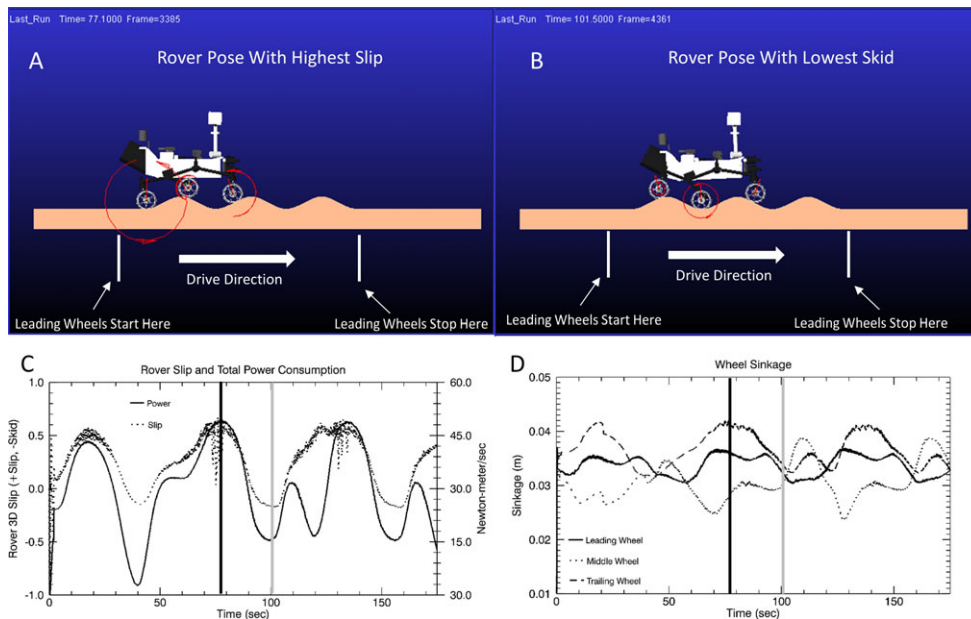 Last_Run Time= 77.1000 Frame=3385
A
Rover Pose With Highest Slip
Drive Direction
Leading Wheels Start Here
Leading Wheels Stop Here
Last_Run Time= 101.5000 Frame=4361
B
Rover Pose With Lowest Skid
Drive Direction
Leading Wheels Start Here
Leading Wheels Stop Here
C
Rover Slip and Total Power Consumption
Rover 3D Slip (+ Slip, -Skid)
1.0
0.5
0.0
-0.5
-1.0
Power
Slip
60.0
48.0
30.0
15.0
30.0
Newton-meter/sec
0
50
100
150
Time (sec)
D
Wheel Sinkage
Sinkage (m)
0.05
0.04
0.03
0.04
0.01
Leading Wheel
Middle Wheel
Trailing Wheel
0
50
100
150
Time (sec)